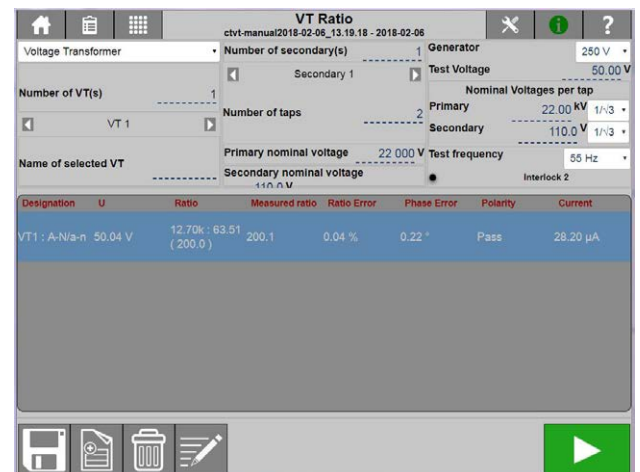 VT Ratio
ctvt-manual2018-02-06_13.19.18 - 2018-02-06
i
?
Voltage Transformer
Number of VT(s) 1
VT 1
Name of selected VT
Number of secondary(s) 1
Secondary 1
Number of taps 2
Primary nominal voltage 22 000 V
Secondary nominal voltage
110.0 V
Generator 250 V
Test Voltage 50.00 V
Nominal Voltages per tap
Primary 22.00 kV 1/√3
Secondary 110.0 V 1/√3
Test frequency 55 Hz
Interlock 2
Designation U Ratio Measured ratio Ratio Error Phase Error Polarity Current
VT1 : A-N/a-n 50.04 V 12.70k : 63.51 200.1 0.04 % 0.22 ° Pass 28.20 µA
( 200.0 )